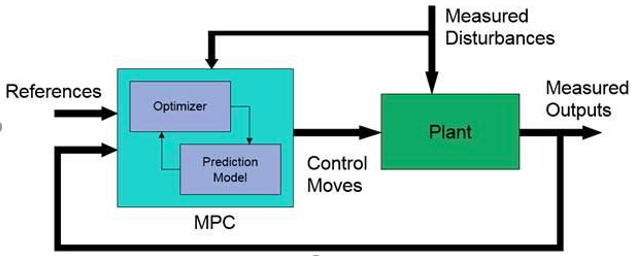 Measured
Disturbances
References
Optimizer
Prediction
Model
MPC
Control
Moves
Plant
Measured
Outputs